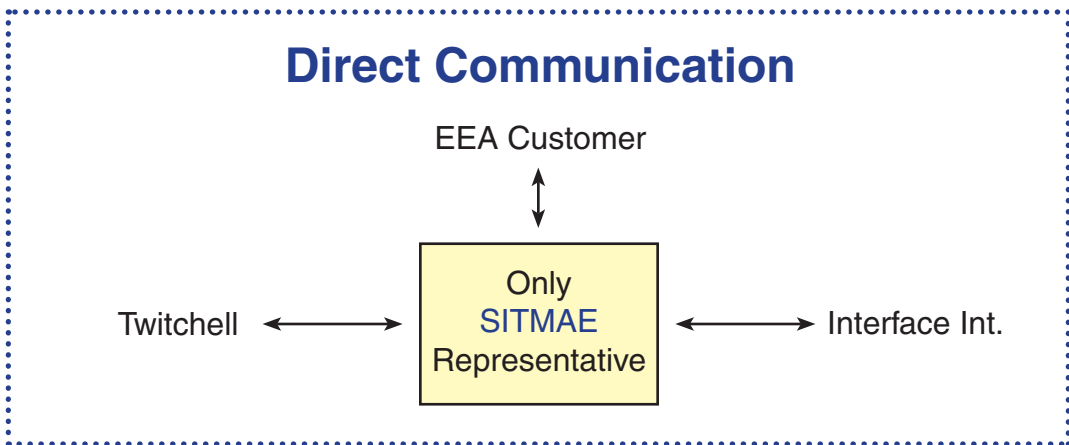 Direct Communication
EEA Customer
Only
SITMAE
Representative
Twitchell
Interface Int.